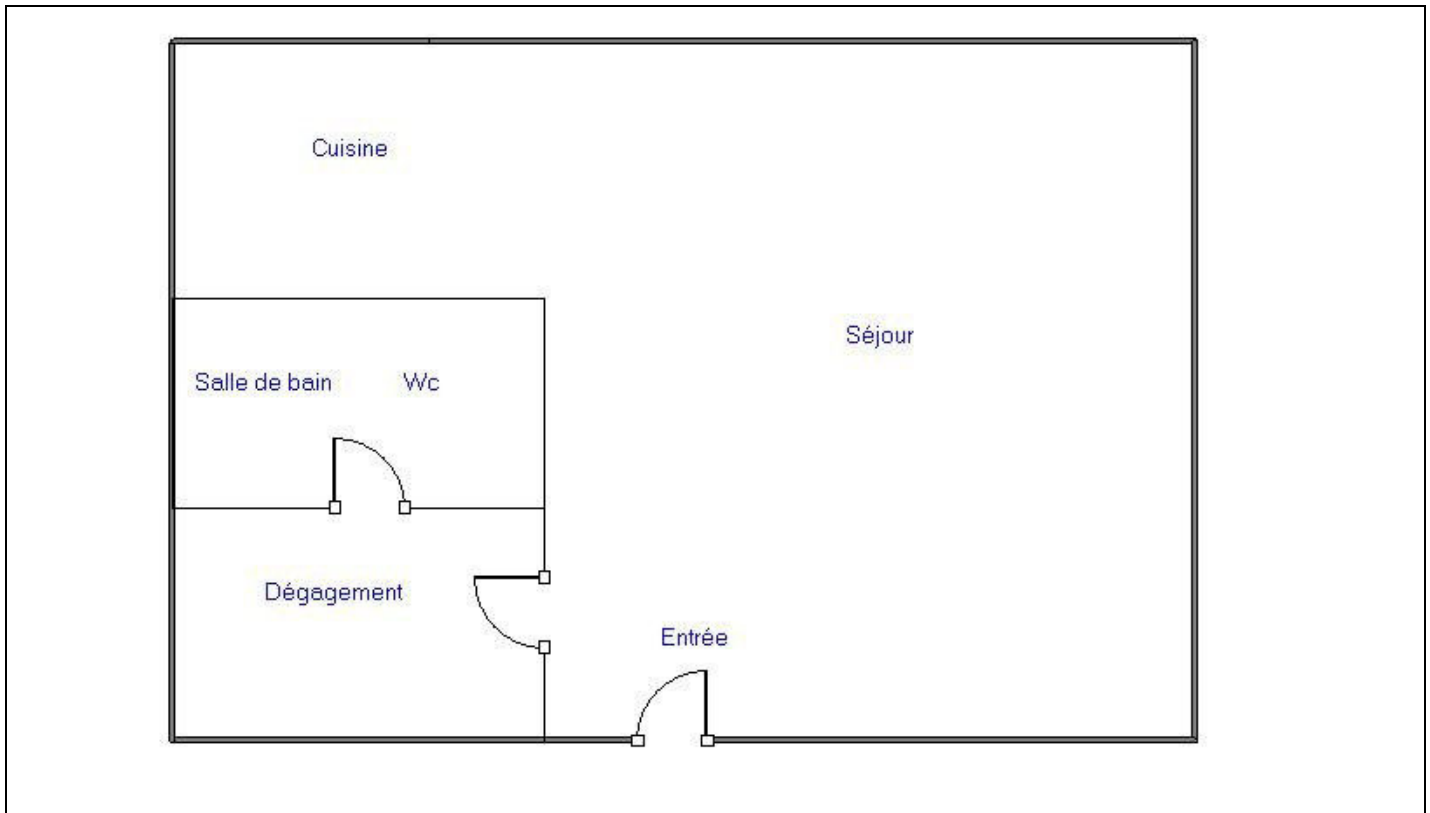 Cuisine
Séjour
Salle de bain
Wc
Dégagement
Entrée